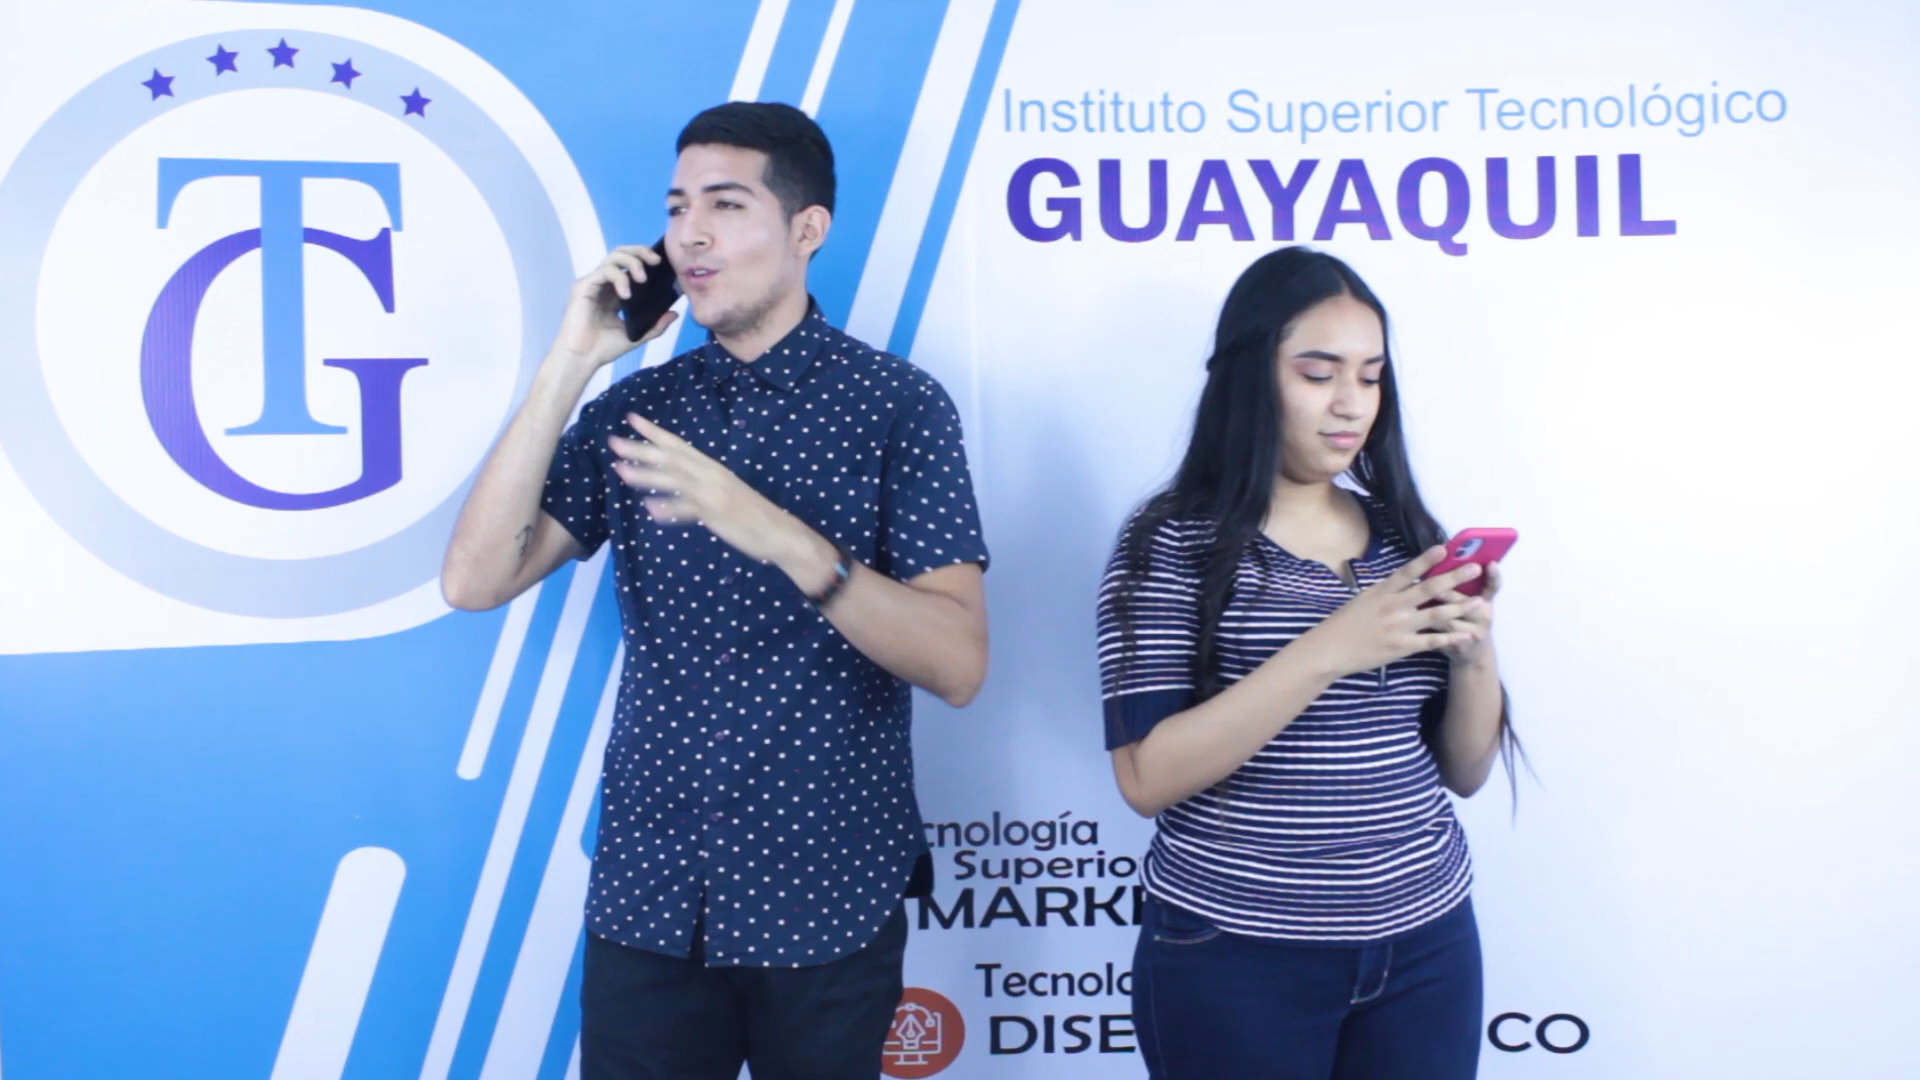 TG
Instituto Superior Tecnológico
GUAYAQUIL
cnología
Superio
MARK
Tecnolo
DISE CO